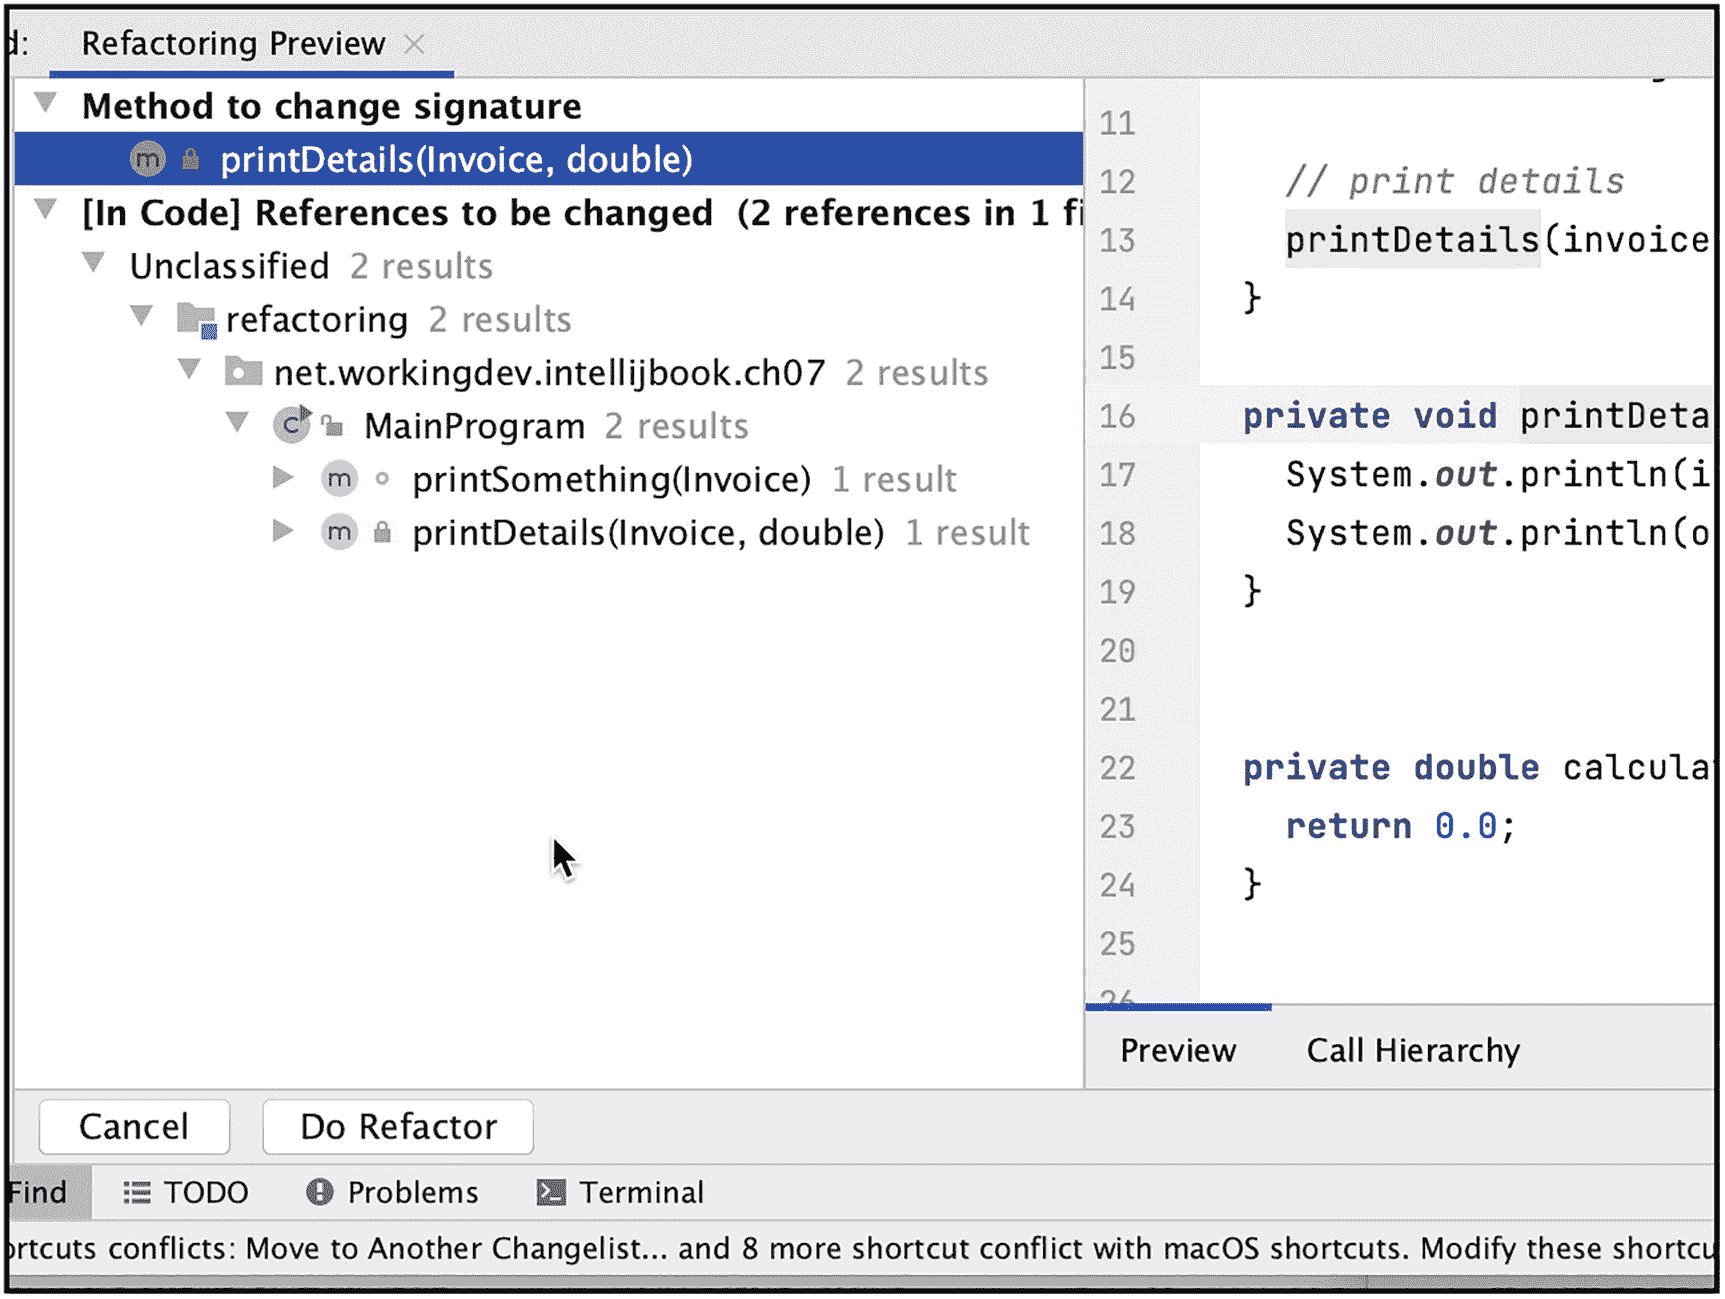 d:
Refactoring Preview
Method to change signature
m printDetails(Invoice, double)
[In Code] References to be changed (2 references in 1 fi
Unclassified 2 results
refactoring 2 results
net.workingdev.intellijbook.ch07 2 results
C MainProgram 2 results
m printSomething(Invoice) 1 result
m printDetails(Invoice, double) 1 result
11
12 // print details
13 printDetails(invoice
14 }
15
16 private void printDeta
17 System.out.println(i
18 System.out.println(o
19 }
20
21
22 private double calcula
23 return 0.0;
24 }
25
26
Preview Call Hierarchy
Cancel Do Refactor
Find TODO Problems Terminal
ortcuts conflicts: Move to Another Changelist... and 8 more shortcut conflict with macOS shortcuts. Modify these shortcu